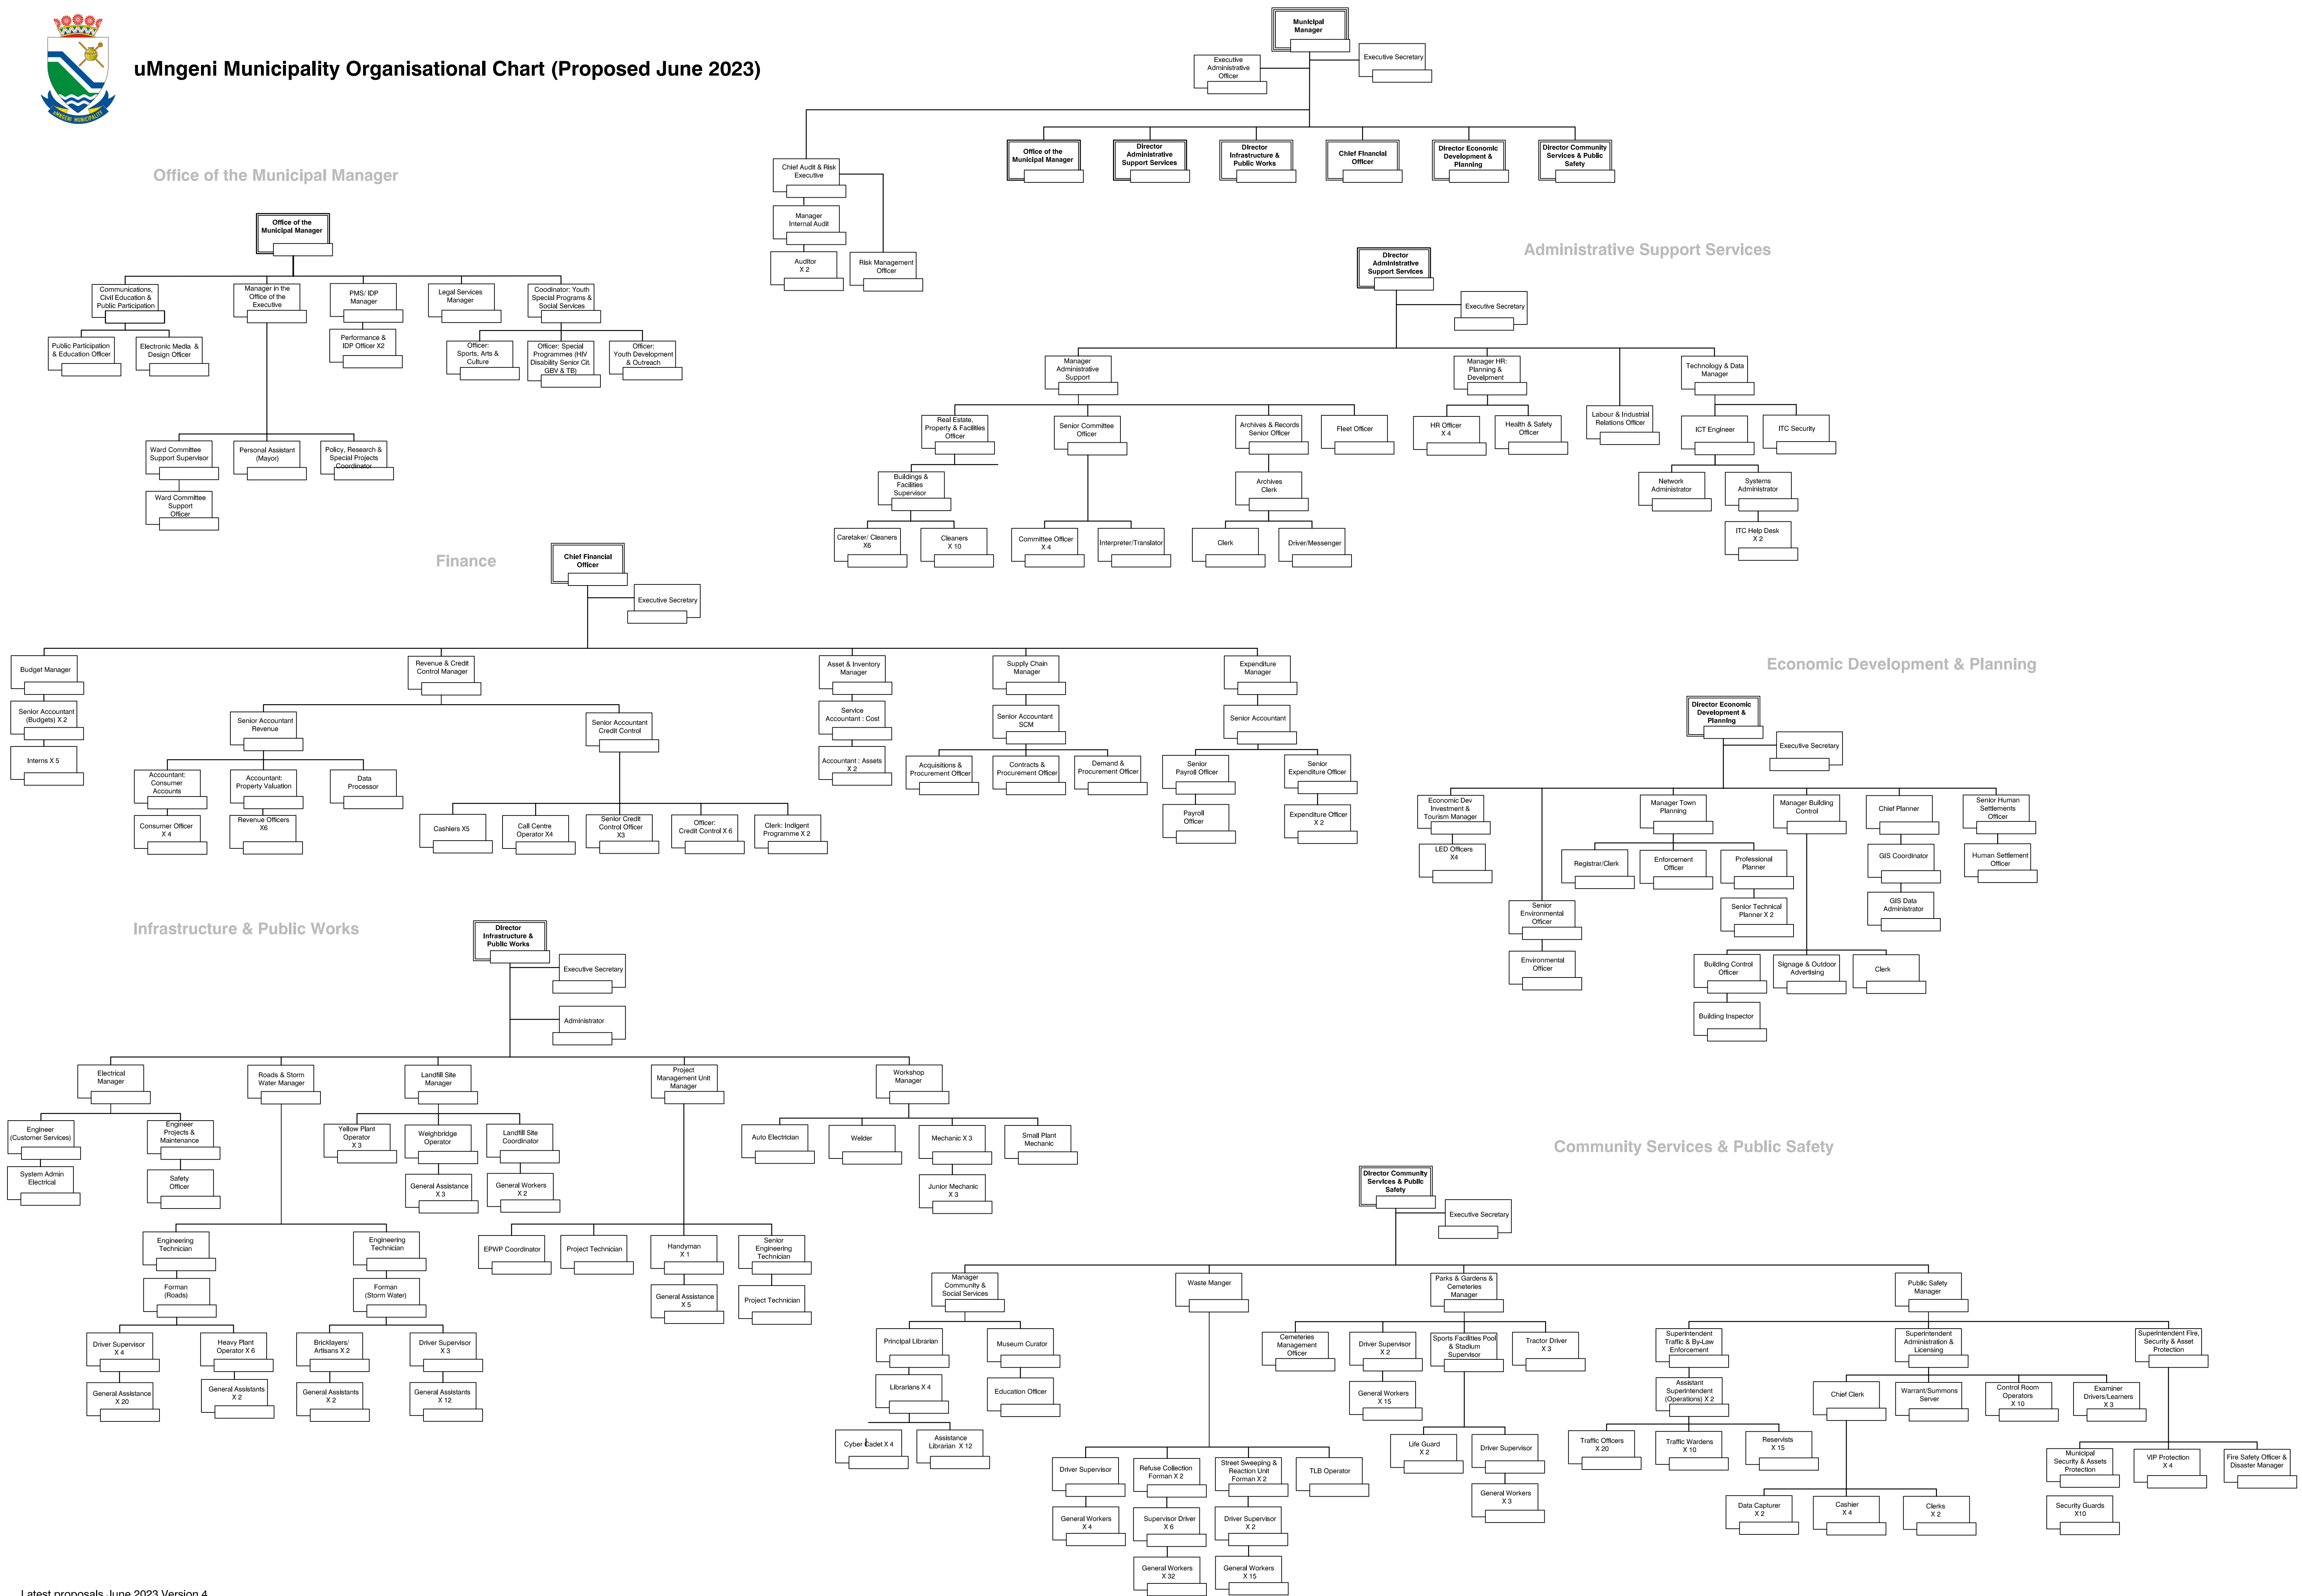 uMngeni Municipality Organisational Chart (Proposed June 2023)
UMNGENI MUNICIPALITY
Municipal
Manager
Executive
Administrative
Officer
Executive Secretary
Office of the
Municipal Manager
Director
Administrative
Support Services
Director
Infrastructure &
Public Works
Chief Financial
Officer
Director Economic
Development &
Planning
Director Community
Services & Public
Safety
Chief Audit & Risk
Executive
Manager
Internal Audit
Auditor
X 2
Risk Management
Officer
Office of the Municipal Manager
Office of the
Municipal Manager
Communications,
Civil Education &
Public Participation
Manager in the
Office of the
Executive
PMS/ IDP
Manager
Legal Services
Manager
Coodinator: Youth
Special Programs &
Social Services
Public Participation
& Education Officer
Electronic Media &
Design Officer
Performance &
IDP Officer X2
Officer:
Sports, Arts &
Culture
Officer: Special
Programmes (HIV
Disability Senior Cit.
GBV & TB)
Officer:
Youth Development
& Outreach
Ward Committee
Support Supervisor
Personal Assistant
(Mayor)
Policy, Research &
Special Projects
Coordinator
Ward Committee
Support
Officer
Administrative Support Services
Director
Administrative
Support Services
Executive Secretary
Manager
Administrative
Support
Manager HR:
Planning &
Develpment
Labour & Industrial
Relations Officer
Technology & Data
Manager
Real Estate,
Property & Facilities
Officer
Senior Committee
Officer
Archives & Records
Senior Officer
Fleet Officer
HR Officer
X 4
Health & Safety
Officer
ICT Engineer
ITC Security
Buildings &
Facilities
Supervisor
Archives
Clerk
Network
Administrator
Systems
Administrator
Caretaker/ Cleaners
X6
Cleaners
X 10
Committee Officer
X 4
Interpreter/Translator
Clerk
Driver/Messenger
ITC Help Desk
X 2
Finance
Chief Financial
Officer
Executive Secretary
Budget Manager
Revenue & Credit
Control Manager
Asset & Inventory
Manager
Supply Chain
Manager
Expenditure
Manager
Senior Accountant
(Budgets) X 2
Interns X 5
Senior Accountant
Revenue
Senior Accountant
Credit Control
Service
Accountant : Cost
Accountant : Assets
X 2
Senior Accountant
SCM
Senior Accountant
Accountant:
Consumer
Accounts
Accountant:
Property Valuation
Data
Processor
Acquisitions &
Procurement Officer
Contracts &
Procurement Officer
Demand &
Procurement Officer
Senior
Payroll Officer
Senior
Expenditure Officer
Consumer Officer
X 4
Revenue Officers
X6
Cashiers X5
Call Centre
Operator X4
Senior Credit
Control Officer
X3
Officer:
Credit Control X 6
Clerk: Indigent
Programme X 2
Payroll
Officer
Expenditure Officer
X 2
Economic Development & Planning
Director Economic
Development &
Planning
Executive Secretary
Economic Dev
Investment &
Tourism Manager
Manager Town
Planning
Manager Building
Control
Chief Planner
Senior Human
Settlements
Officer
LED Officers
X4
Registrar/Clerk
Enforcement
Officer
Professional
Planner
GIS Coordinator
Human Settlement
Officer
Senior
Environmental
Officer
Senior Technical
Planner X 2
GIS Data
Administrator
Environmental
Officer
Building Control
Officer
Signage & Outdoor
Advertising
Clerk
Building Inspector
Infrastructure & Public Works
Director
Infrastructure &
Public Works
Executive Secretary
Administrator
Electrical
Manager
Roads & Storm
Water Manager
Landfill Site
Manager
Project
Management Unit
Manager
Workshop
Manager
Engineer
(Customer Services)
Engineer
Projects &
Maintenance
Yellow Plant
Operator
X 3
Weighbridge
Operator
Landfill Site
Coordinator
Auto Electrician
Welder
Mechanic X 3
Small Plant
Mechanic
System Admin
Electrical
Safety
Officer
General Assistance
X 3
General Workers
X 2
Junior Mechanic
X 3
Engineering
Technician
Engineering
Technician
EPWP Coordinator
Project Technician
Handyman
X 1
Senior
Engineering
Technician
Forman
(Roads)
Forman
(Storm Water)
General Assistance
X 5
Project Technician
Driver Supervisor
X 4
Heavy Plant
Operator X 6
Bricklayers/
Artisans X 2
Driver Supervisor
X 3
General Assistance
X 20
General Assistants
X 2
General Assistants
X 2
General Assistants
X 12
Community Services & Public Safety
Director Community
Services & Public
Safety
Executive Secretary
Manager
Community &
Social Services
Waste Manger
Parks & Gardens &
Cemeteries
Manager
Public Safety
Manager
Principal Librarian
Museum Curator
Cemeteries
Management
Officer
Driver Supervisor
X 2
Sports Facilities Pool
& Stadium
Supervisor
Tractor Driver
X 3
Superintendent
Traffic & By-Law
Enforcement
Superintendent
Administration &
Licensing
Superintendent Fire,
Security & Asset
Protection
Librarians X 4
Education Officer
General Workers
X 15
Assistant
Superintendent
(Operations) X 2
Chief Clerk
Warrant/Summons
Server
Control Room
Operators
X 10
Examiner
Drivers/Learners
X 3
Cyber Cadet X 4
Assistance
Librarian X 12
Life Guard
X 2
Driver Supervisor
Traffic Officers
X 20
Traffic Wardens
X 10
Reservists
X 15
Municipal
Security & Assets
Protection
VIP Protection
X 4
Fire Safety Officer &
Disaster Manager
Driver Supervisor
Refuse Collection
Forman X 2
Street Sweeping &
Reaction Unit
Forman X 2
TLB Operator
General Workers
X 3
General Workers
X 4
Supervisor Driver
X 6
Driver Supervisor
X 2
Data Capturer
X 2
Cashier
X 4
Clerks
X 2
Security Guards
X10
General Workers
X 32
General Workers
X 15
Latest proposals June 2023 Version 4